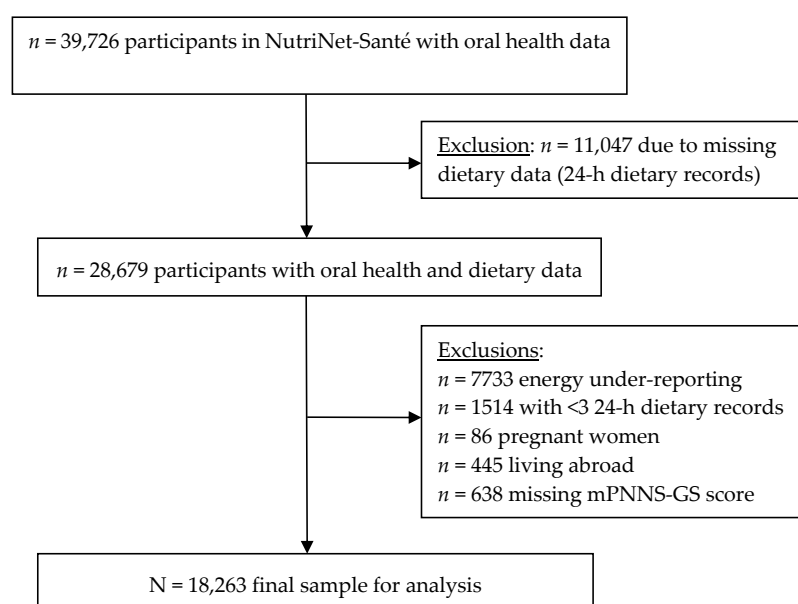 n = 39,726 participants in NutriNet-Santé with oral health data
Exclusion: n = 11,047 due to missing
dietary data (24-h dietary records)
n = 28,679 participants with oral health and dietary data
Exclusions:
n = 7733 energy under-reporting
n = 1514 with <3 24-h dietary records
n = 86 pregnant women
n = 445 living abroad
n = 638 missing mPNNS-GS score
N = 18,263 final sample for analysis